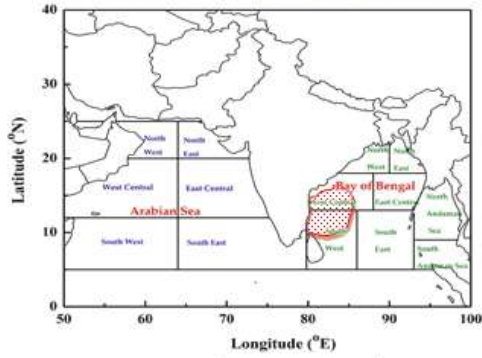 40
30
20
10
0
Latitude (°N)
50
60
70
80
90
100
Longitude (°E)
North
West
North
East
West Central
East Central
Arabian Sea
South West
South East
North
West
North
East
Bay of Bengal
East Central
West
South
East
North
Andaman
Sea
South
Andaman Sea